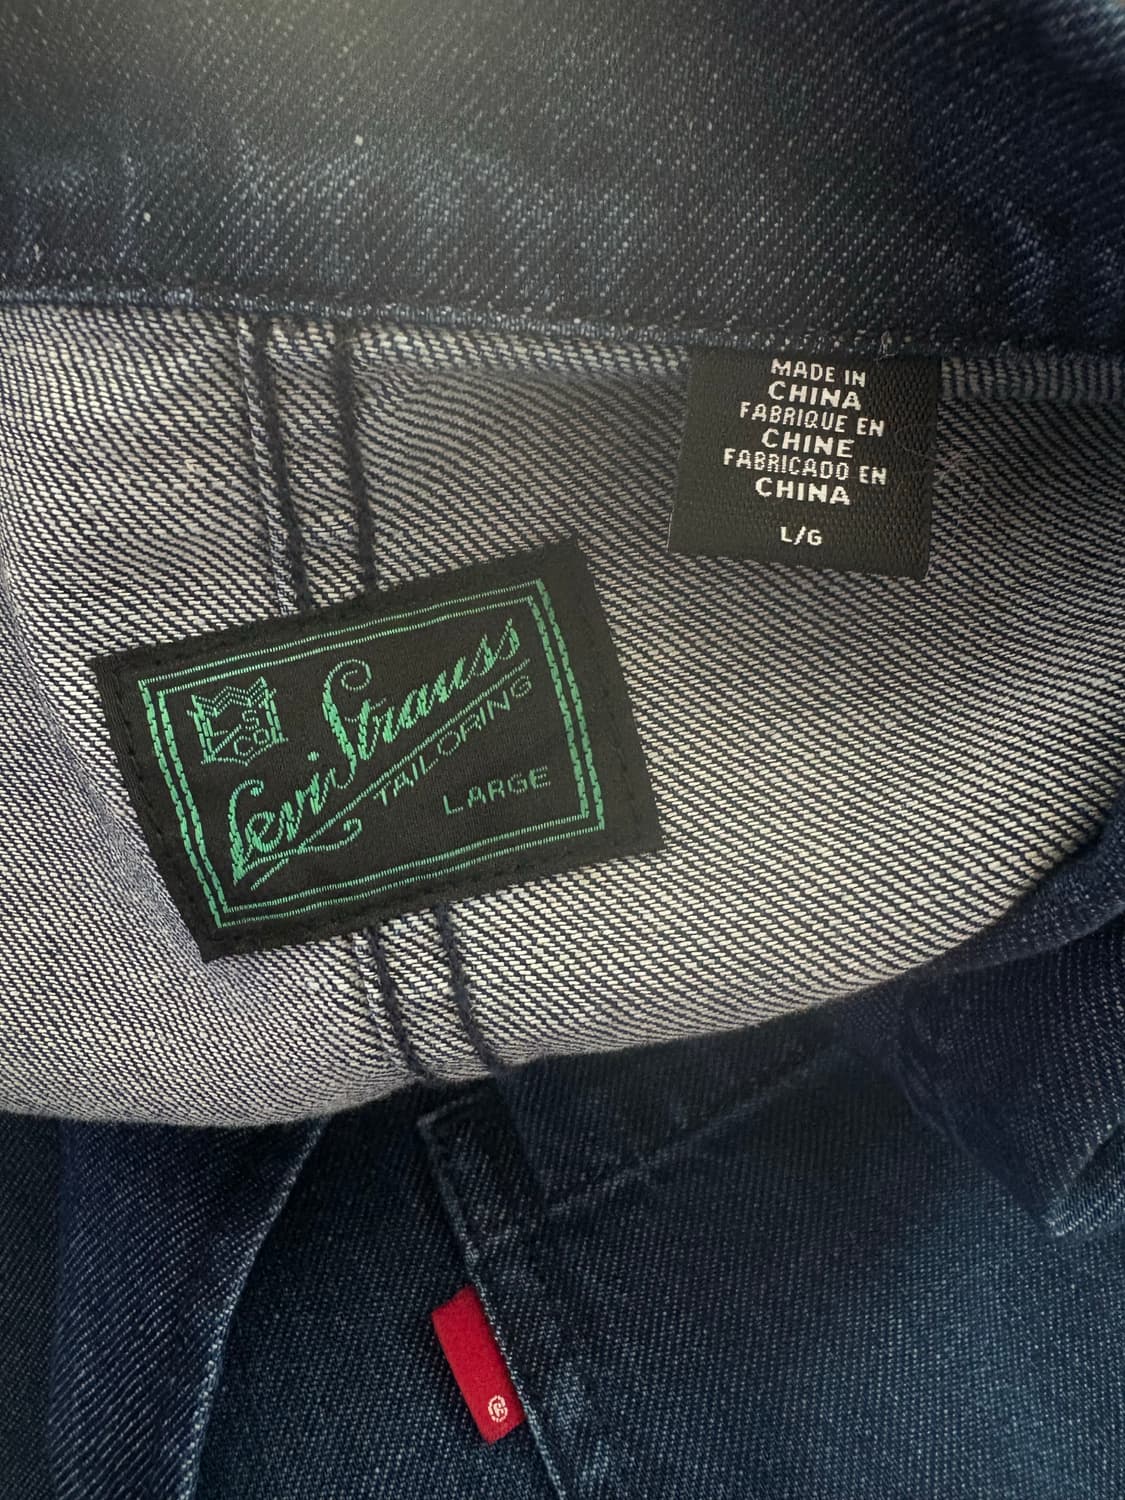 MADE IN
CHINA
FABRIQUE EN
CHINE
FABRICADO EN
CHINA
L/G
LS
CO
Levi Strauss
TAILORING
LARGE
®